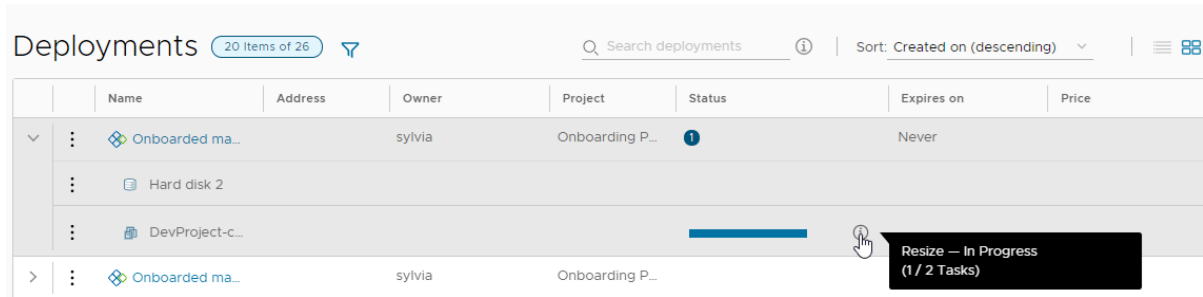 Deployments 20 Items of 26 Search deployments Sort: Created on (descending)
Name Address Owner Project Status Expires on Price
Onboarded ma... sylvia Onboarding P... 1 Never
Hard disk 2
DevProject-c...
Resize — In Progress
(1 / 2 Tasks)
Onboarded ma... sylvia Onboarding P...